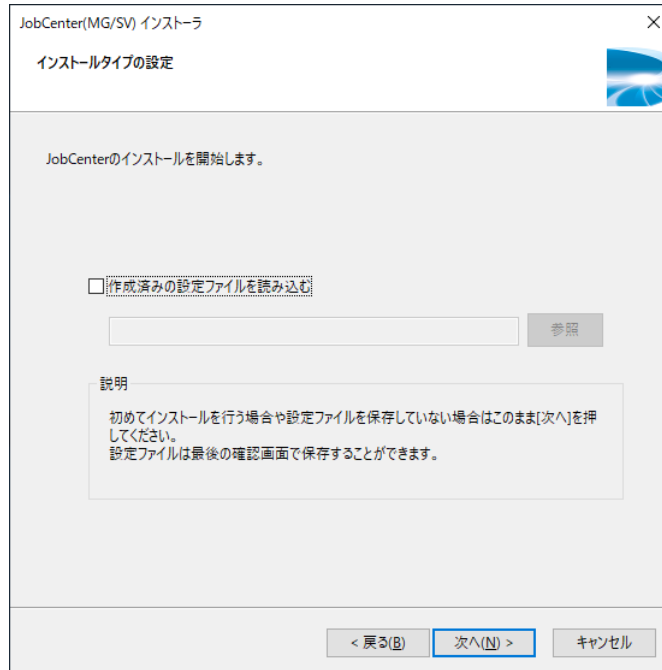 JobCenter(MG/SV) インストーラ
インストールタイプの設定
JobCenterのインストールを開始します。
作成済みの設定ファイルを読み込む
参照
説明
初めてインストールを行う場合や設定ファイルを保存していない場合はこのまま[次へ]を押
してください。
設定ファイルは最後の確認画面で保存することができます。
< 戻る(B)
次へ(N) >
キャンセル